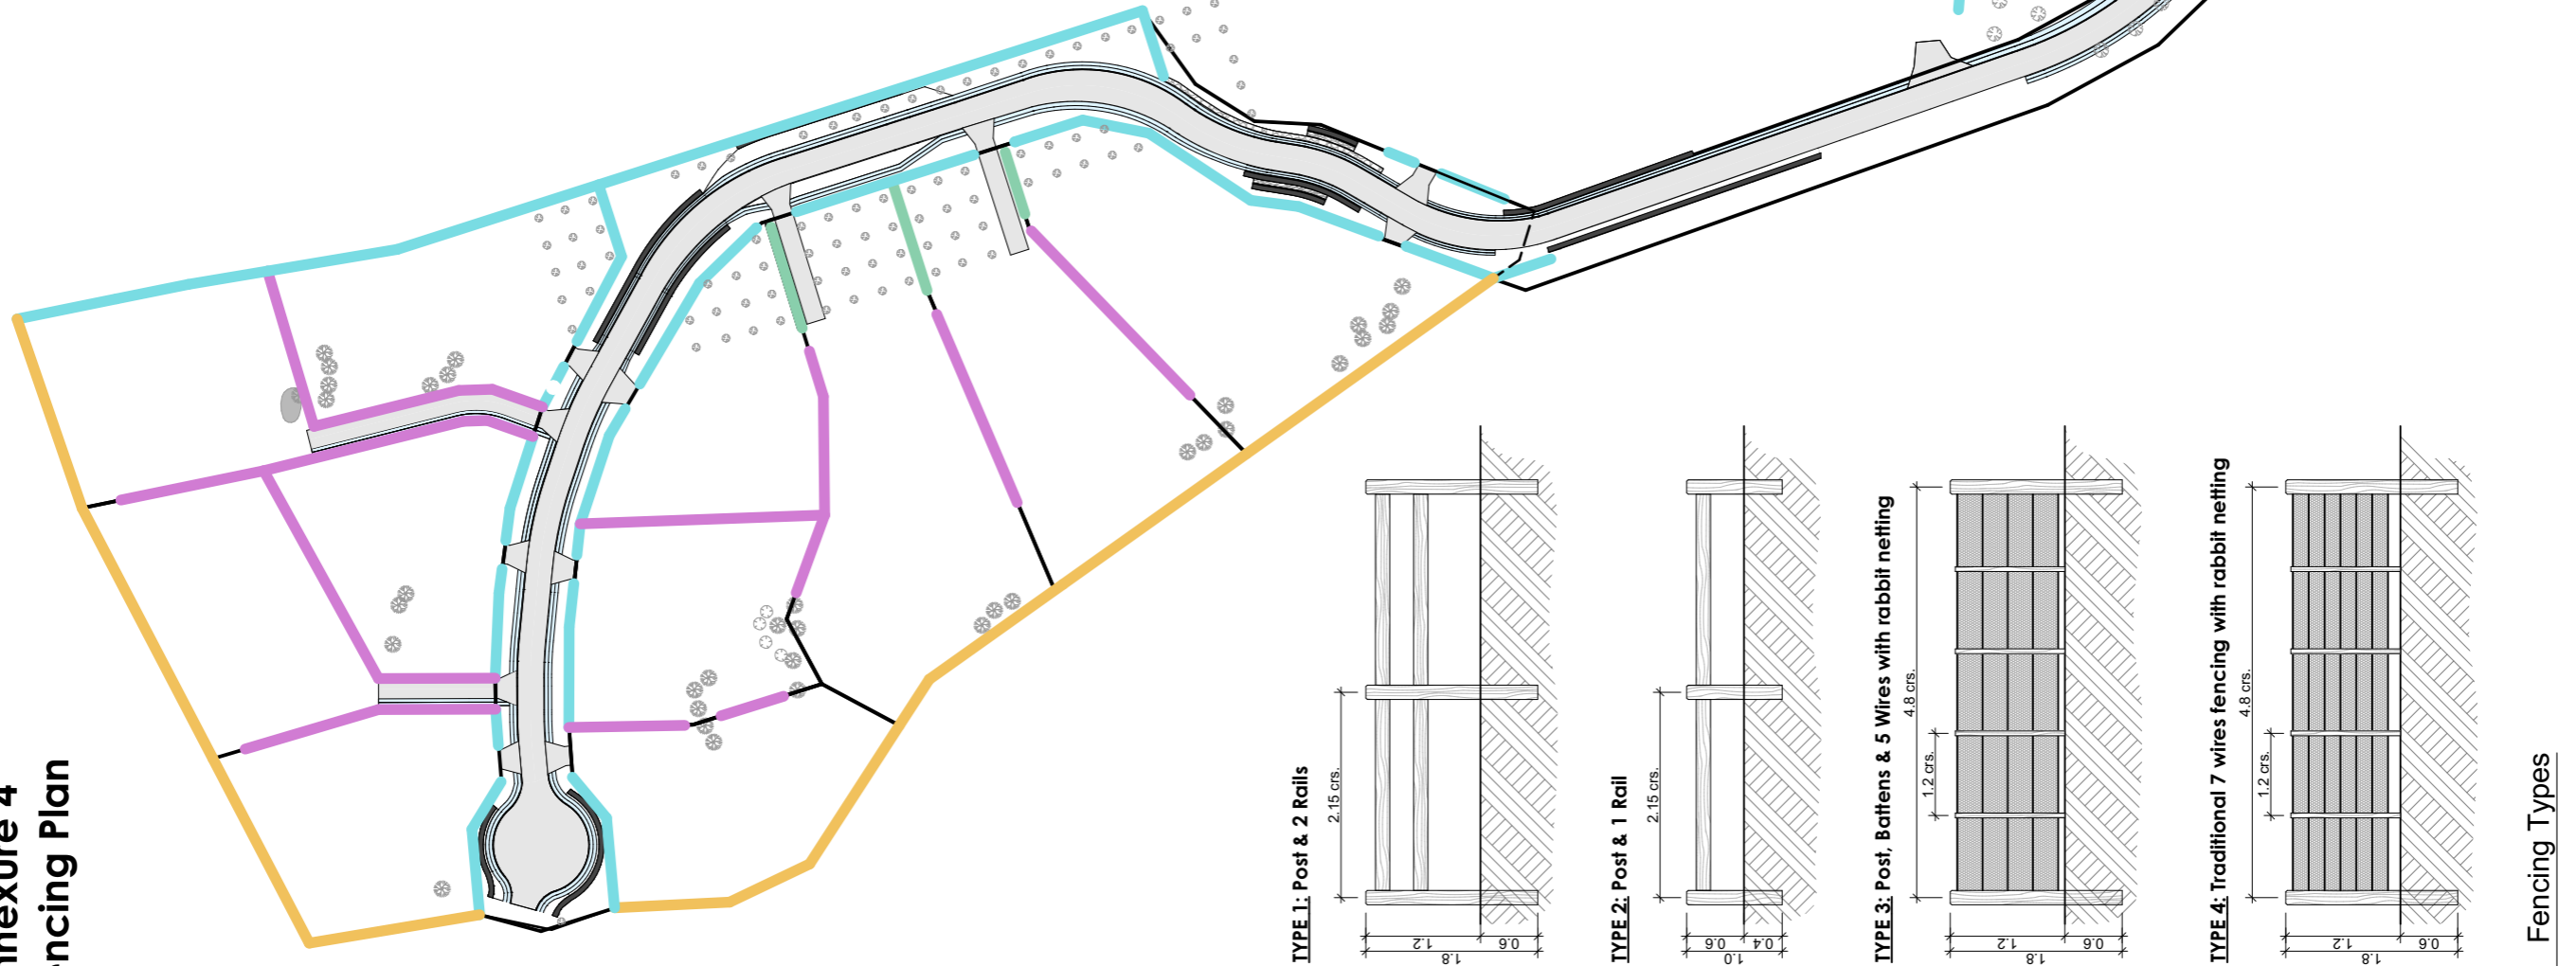 nnexure 4
encing Plan
TYPE 1: Post & 2 Rails
2.15 crs.
1.2
0.6
1.8
TYPE 2: Post & 1 Rail
2.15 crs.
0.6
0.4
1.0
TYPE 3: Post, Battens & 5 Wires with rabbit netting
4.8 crs.
1.2 crs.
1.2
0.6
1.8
TYPE 4: Traditional 7 wires fencing with rabbit netting
4.8 crs.
1.2 crs.
1.2
0.6
1.8
Fencing Types